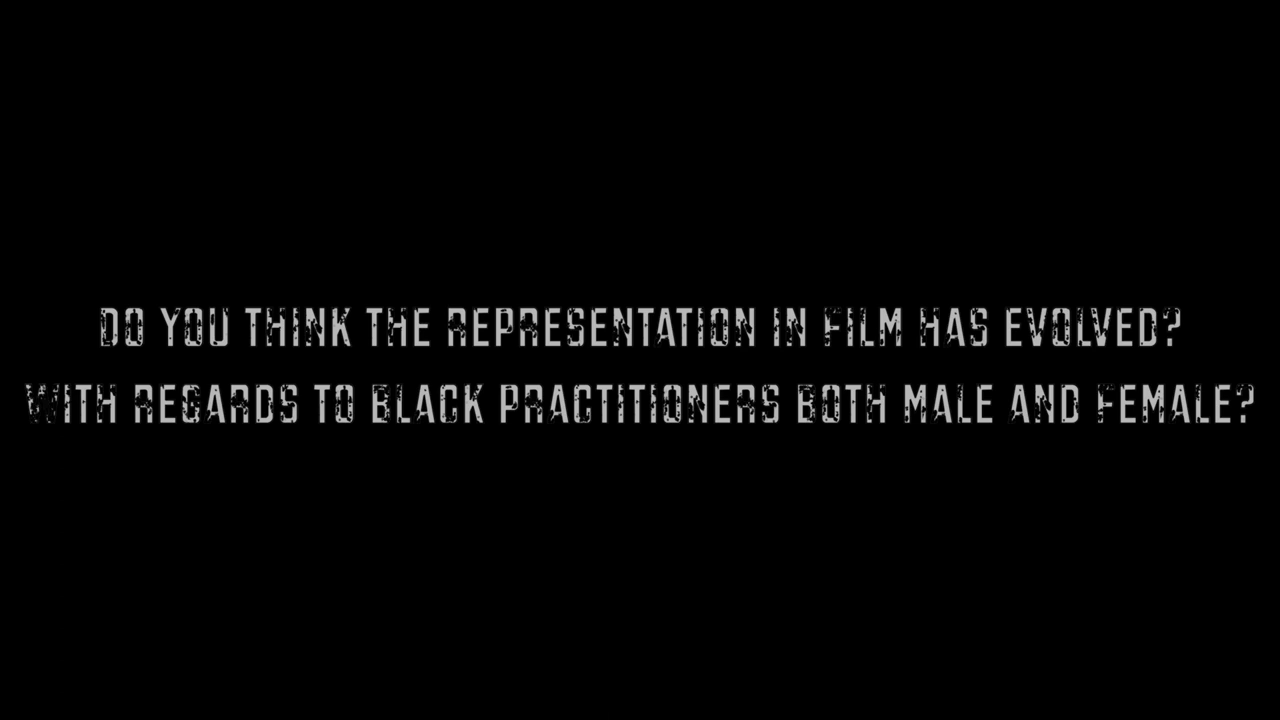 DO YOU THINK THE REPRESENTATION IN FILM HAS EVOLVED?
WITH REGARDS TO BLACK PRACTITIONERS BOTH MALE AND FEMALE?